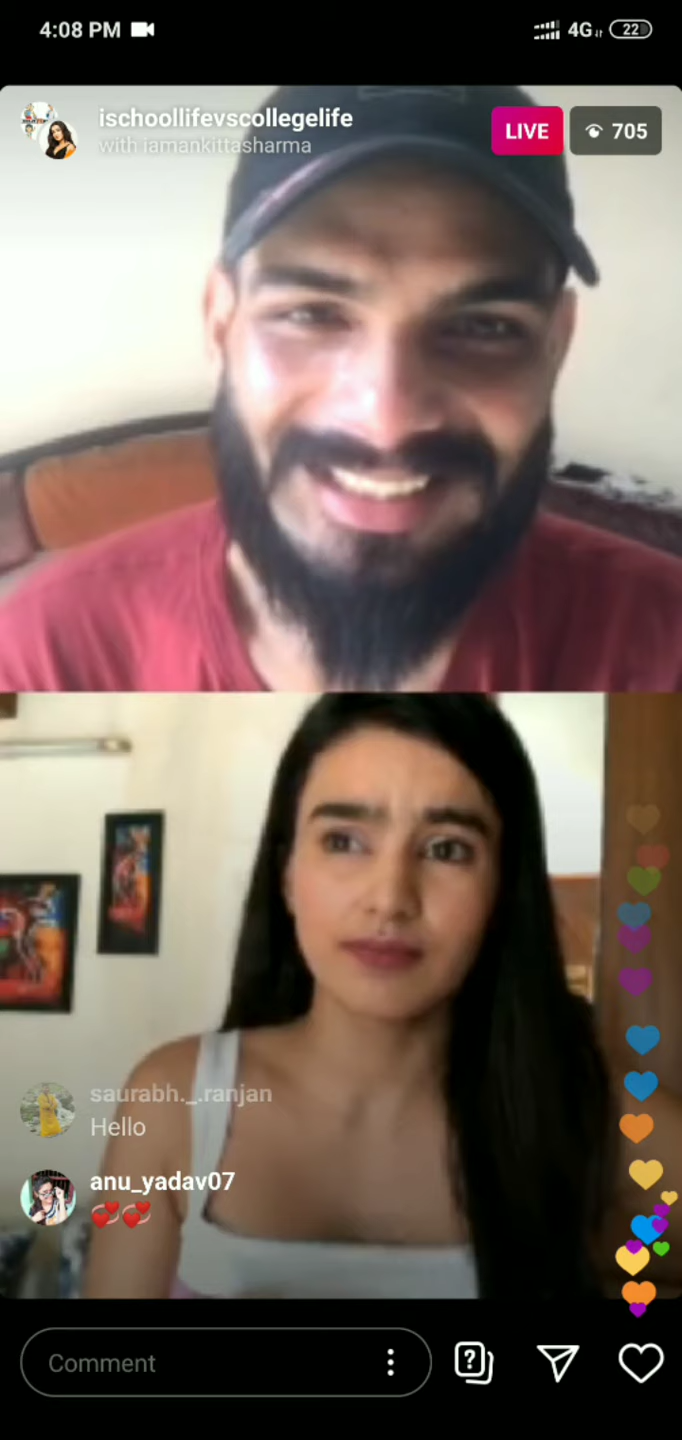 4:08 PM
4G
22
ischoollifevscollegelife
with iamankittasharma
LIVE
705
saurabh._.ranjan
Hello
anu_yadav07
💞💞
Comment